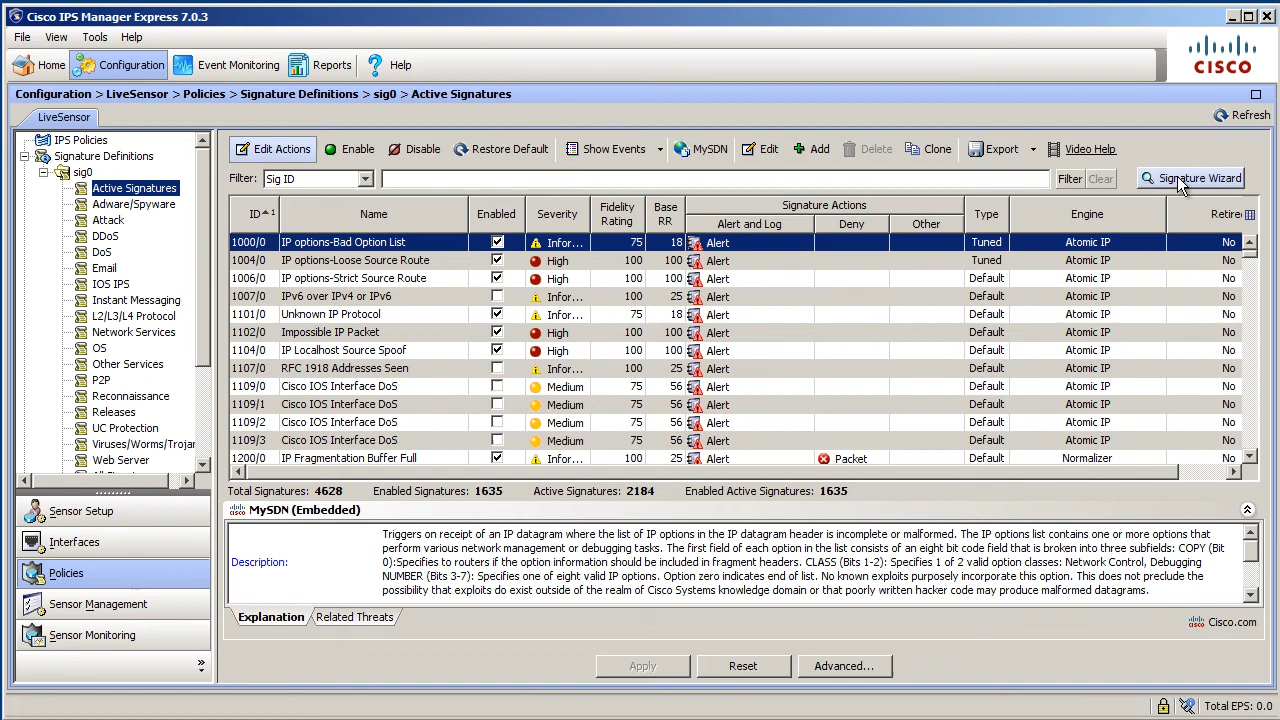 Cisco IPS Manager Express 7.0.3
File View Tools Help
Home Configuration Event Monitoring Reports Help
CISCO
Configuration > LiveSensor > Policies > Signature Definitions > sig0 > Active Signatures
LiveSensor
Refresh
IPS Policies
Signature Definitions
sig0
Active Signatures
Adware/Spyware
Attack
DDoS
DoS
Email
IOS IPS
Instant Messaging
L2/L3/L4 Protocol
Network Services
OS
Other Services
P2P
Reconnaissance
Releases
UC Protection
Viruses/Worms/Trojan
Web Server
Sensor Setup
Interfaces
Policies
Sensor Management
Sensor Monitoring
Edit Actions Enable Disable Restore Default Show Events MySDN Edit Add Delete Clone Export Video Help
Filter: Sig ID Filter Clear Signature Wizard
ID Name Enabled Severity Fidelity Rating Base RR Signature Actions Type Engine Retired
Alert and Log Deny Other
1000/0 IP options-Bad Option List Infor... 75 18 Alert Tuned Atomic IP No
1004/0 IP options-Loose Source Route High 100 100 Alert Tuned Atomic IP No
1006/0 IP options-Strict Source Route High 100 100 Alert Default Atomic IP No
1007/0 IPv6 over IPv4 or IPv6 Infor... 100 25 Alert Default Atomic IP No
1101/0 Unknown IP Protocol Infor... 75 18 Alert Default Atomic IP No
1102/0 Impossible IP Packet High 100 100 Alert Default Atomic IP No
1104/0 IP Localhost Source Spoof High 100 100 Alert Default Atomic IP No
1107/0 RFC 1918 Addresses Seen Infor... 100 25 Alert Default Atomic IP No
1109/0 Cisco IOS Interface DoS Medium 75 56 Alert Default Atomic IP No
1109/1 Cisco IOS Interface DoS Medium 75 56 Alert Default Atomic IP No
1109/2 Cisco IOS Interface DoS Medium 75 56 Alert Default Atomic IP No
1109/3 Cisco IOS Interface DoS Medium 75 56 Alert Default Atomic IP No
1200/0 IP Fragmentation Buffer Full Infor... 100 25 Alert Packet Default Normalizer No
Total Signatures: 4628 Enabled Signatures: 1635 Active Signatures: 2184 Enabled Active Signatures: 1635
MySDN (Embedded)
Description:
Triggers on receipt of an IP datagram where the list of IP options in the IP datagram header is incomplete or malformed. The IP options list contains one or more options that
perform various network management or debugging tasks. The first field of each option in the list consists of an eight bit code field that is broken into three subfields: COPY (Bit
0):Specifies to routers if the option information should be included in fragment headers. CLASS (Bits 1-2): Specifies 1 of 2 valid option classes: Network Control, Debugging
NUMBER (Bits 3-7): Specifies one of eight valid IP options. Option zero indicates end of list. No known exploits purposely incorporate this option. This does not preclude the
possibility that exploits do exist outside of the realm of Cisco Systems knowledge domain or that poorly written hacker code may produce malformed datagrams.
Explanation Related Threats
Cisco.com
Apply Reset Advanced...
Total EPS: 0.0